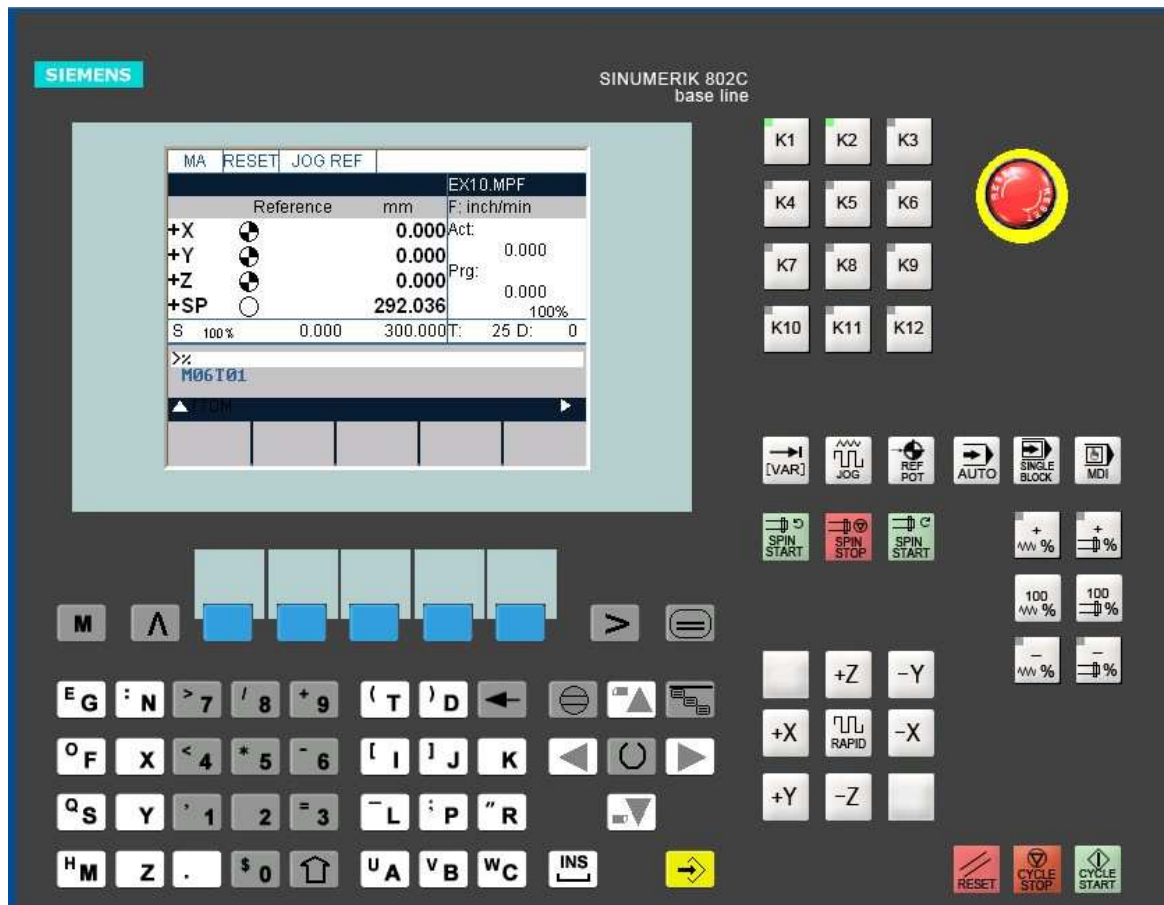 SIEMENS
SINUMERIK 802C
base line
MA RESET JOG REF
EX10.MPF
Reference mm F: inch/min
+X 0.000 Act:
+Y 0.000 0.000
+Z 0.000 Prg:
0.000
+SP 292.036 100%
S 100% 0.000 300.000 T: 25 D: 0
>%
M06T01
K1 K2 K3
K4 K5 K6
K7 K8 K9
K10 K11 K12
[VAR] JOG REF POT AUTO SINGLE BLOCK MDI
SPIN START SPIN STOP SPIN START
+ % + %
100 % 100 %
- % - %
M Λ >
+Z -Y
+X RAPID -X
+Y -Z
E G : N > 7 / 8 + 9 ( T ) D
O F X < 4 * 5 - 6 [ I ] J K
Q S Y ' 1 2 = 3 ¯ L ; P " R
H M Z . $ 0 U A V B W C INS
RESET CYCLE STOP CYCLE START